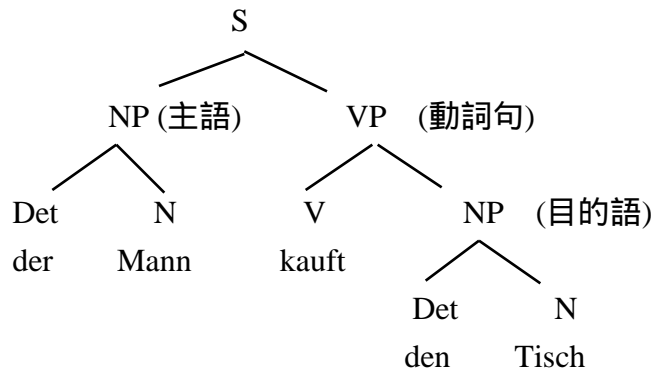 S
NP (主語) VP (動詞句)
Det N V NP (目的語)
der Mann kauft
Det N
den Tisch